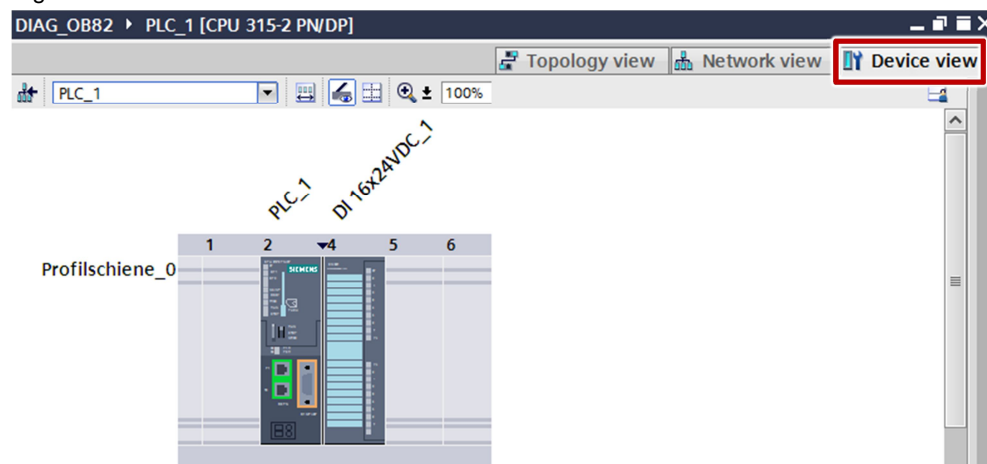 DIAG_OB82 ▸ PLC_1 [CPU 315-2 PN/DP]
Topology view Network view Device view
PLC_1 100%
PLC_1 DI 16x24VDC_1
1 2 4 5 6
Profilschiene_0
SIEMENS